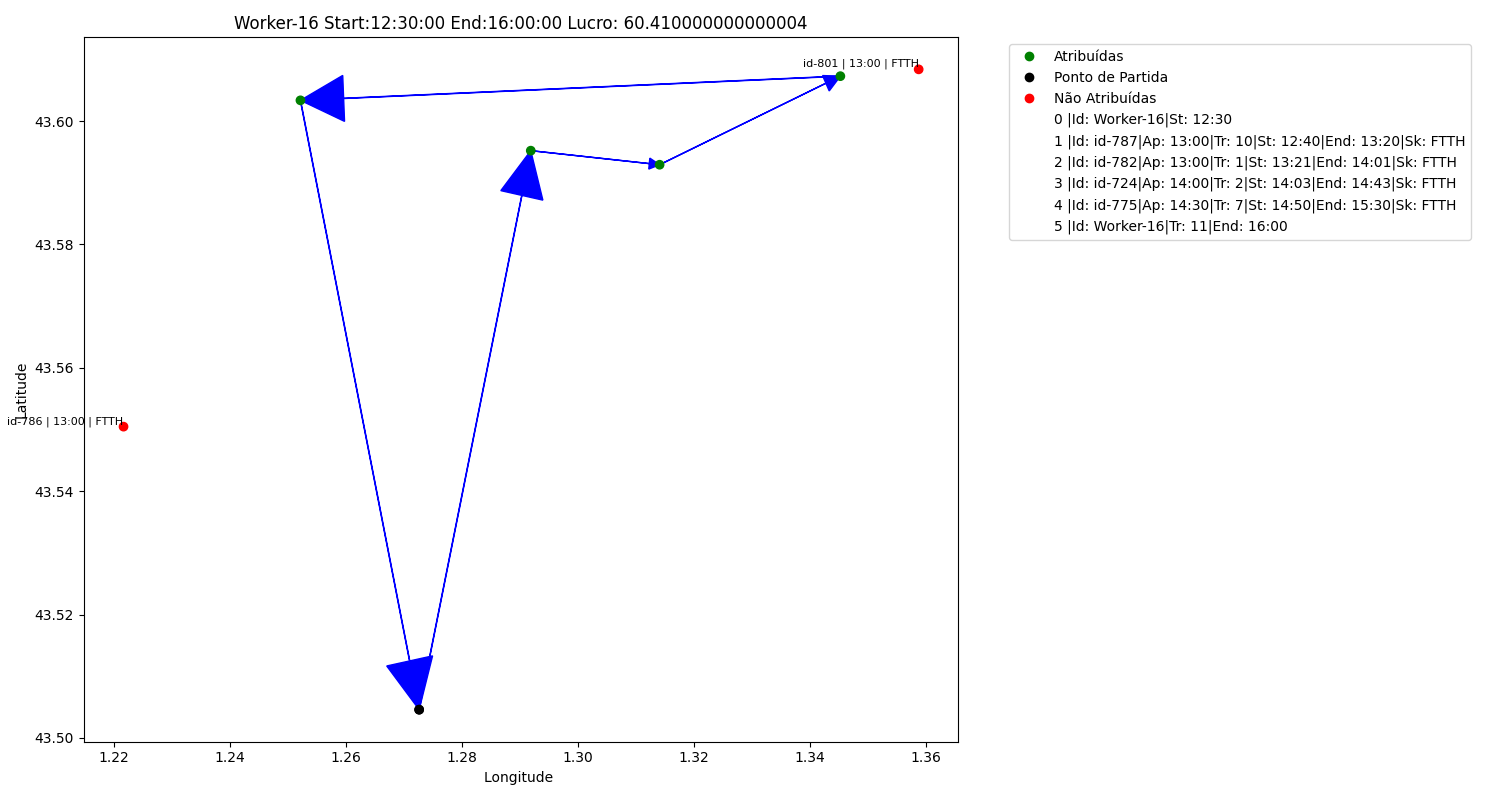 Worker-16 Start:12:30:00 End:16:00:00 Lucro: 60.410000000000004
id-801 | 13:00 | FTTH
id-786 | 13:00 | FTTH
43.60
43.58
43.56
43.54
43.52
43.50
Latitude
1.22
1.24
1.26
1.28
1.30
1.32
1.34
1.36
Longitude
Atribuídas
Ponto de Partida
Não Atribuídas
0 |Id: Worker-16|St: 12:30
1 |Id: id-787|Ap: 13:00|Tr: 10|St: 12:40|End: 13:20|Sk: FTTH
2 |Id: id-782|Ap: 13:00|Tr: 1|St: 13:21|End: 14:01|Sk: FTTH
3 |Id: id-724|Ap: 14:00|Tr: 2|St: 14:03|End: 14:43|Sk: FTTH
4 |Id: id-775|Ap: 14:30|Tr: 7|St: 14:50|End: 15:30|Sk: FTTH
5 |Id: Worker-16|Tr: 11|End: 16:00